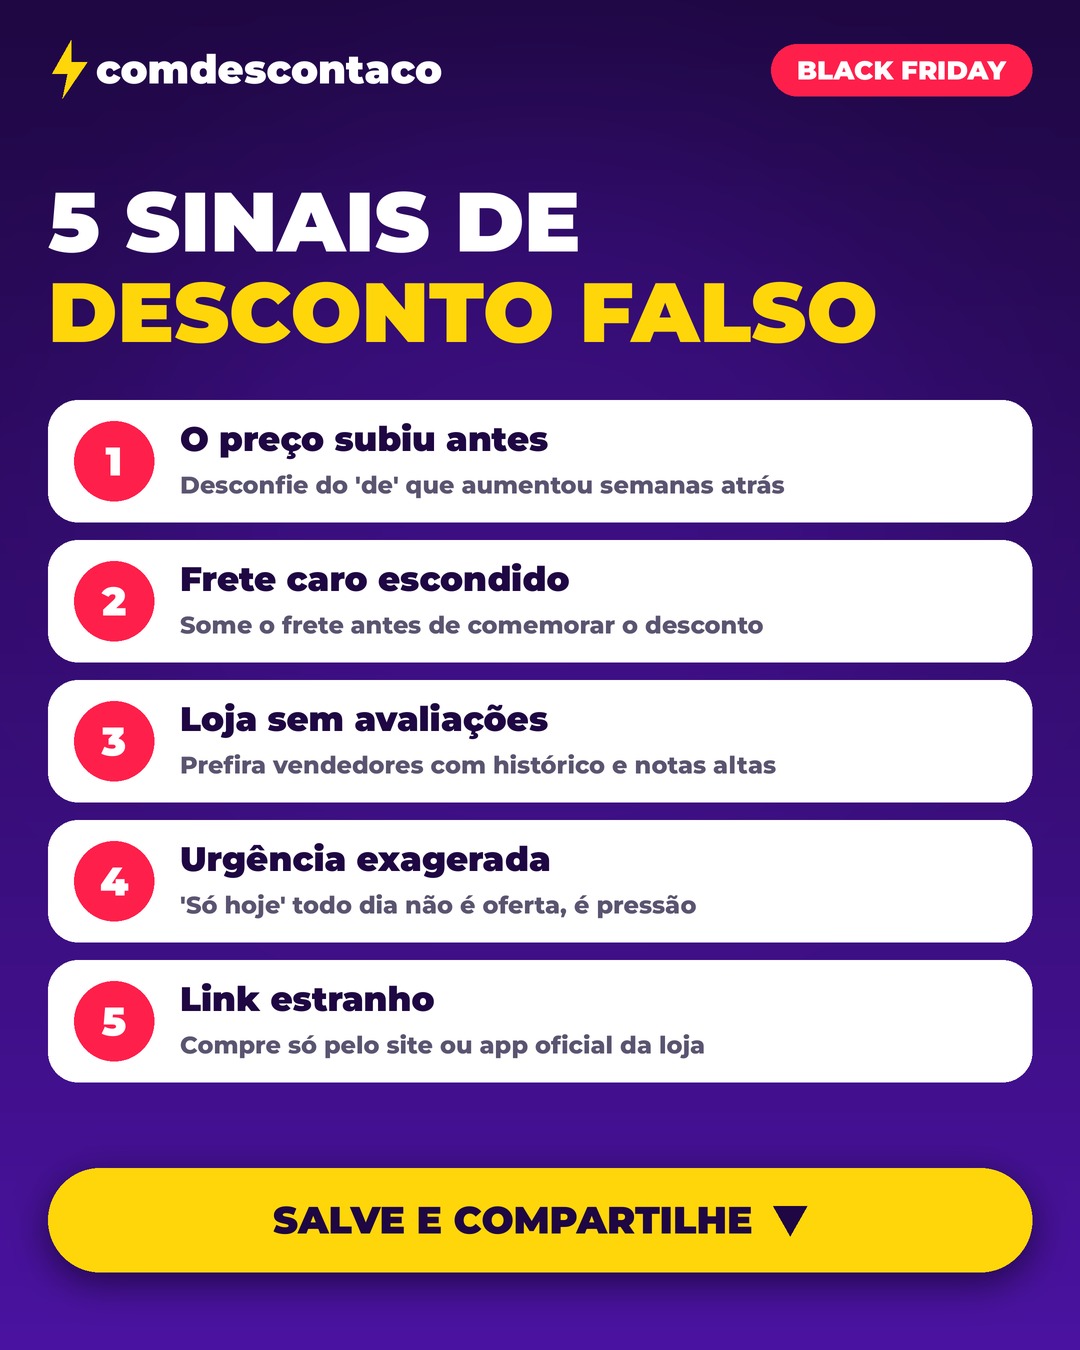 comdescontaco
BLACK FRIDAY
5 SINAIS DE
DESCONTO FALSO
1
O preço subiu antes
Desconfie do 'de' que aumentou semanas atrás
2
Frete caro escondido
Some o frete antes de comemorar o desconto
3
Loja sem avaliações
Prefira vendedores com histórico e notas altas
4
Urgência exagerada
'Só hoje' todo dia não é oferta, é pressão
5
Link estranho
Compre só pelo site ou app oficial da loja
SALVE E COMPARTILHE ▼